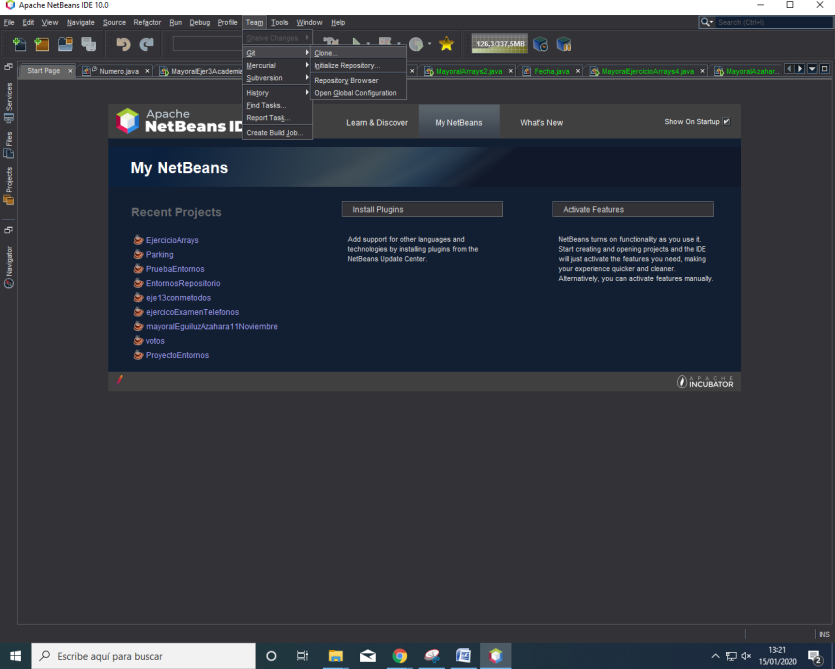 Apache NetBeans IDE 10.0
File Edit View Navigate Source Refactor Run Debug Profile Team Tools Window Help
Search (Ctrl+I)
Shelve Changes
126,3/337,5MB
Git
Clone...
Mercurial
Initialize Repository...
Subversion
Repository Browser
History
Open Global Configuration
Find Tasks...
Report Task...
Create Build Job...
Start Page
Numero.java
MayoralEjer3Academia
MayoralArrays2.java
Fecha.java
MayoralEjercicioArrays4.java
MayoralAzahar...
Services
Files
Projects
Navigator
Apache
NetBeans ID
Learn & Discover
My NetBeans
What's New
Show On Startup
My NetBeans
Recent Projects
EjercicioArrays
Parking
PruebaEntornos
EntornosRepositorio
eje13conmetodos
ejercicoExamenTelefonos
mayoralEguiluzAzahara11Noviembre
votos
ProyectoEntornos
Install Plugins
Add support for other languages and
technologies by installing plugins from the
NetBeans Update Center.
Activate Features
NetBeans turns on functionality as you use it.
Start creating and opening projects and the IDE
will just activate the features you need, making
your experience quicker and cleaner.
Alternatively, you can activate features manually.
APACHE
INCUBATOR
INS
Escribe aquí para buscar
13:21
15/01/2020
2